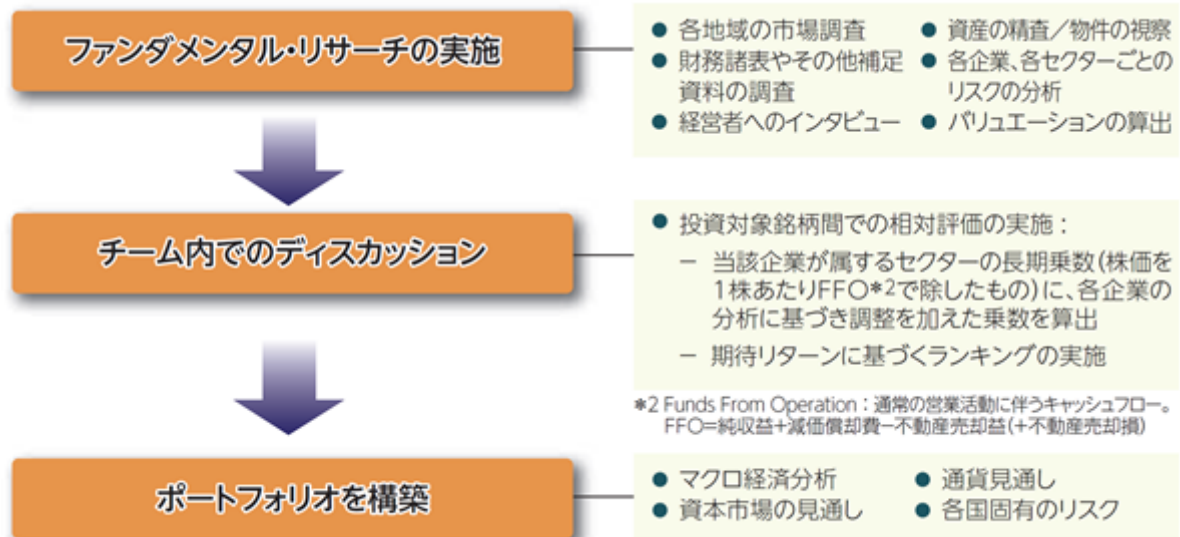 ファンダメンタル・リサーチの実施
● 各地域の市場調査
● 財務諸表やその他補足
資料の調査
● 経営者へのインタビュー
● 資産の精査／物件の視察
● 各企業、各セクターごとの
リスクの分析
● バリュエーションの算出
チーム内でのディスカッション
● 投資対象銘柄間での相対評価の実施：
－ 当該企業が属するセクターの長期乗数(株価を
1株あたりFFO*2で除したもの)に、各企業の
分析に基づき調整を加えた乗数を算出
－ 期待リターンに基づくランキングの実施
*2 Funds From Operation：通常の営業活動に伴うキャッシュフロー。
FFO=純収益+減価償却費−不動産売却益(+不動産売却損)
ポートフォリオを構築
● マクロ経済分析
● 資本市場の見通し
● 通貨見通し
● 各国固有のリスク